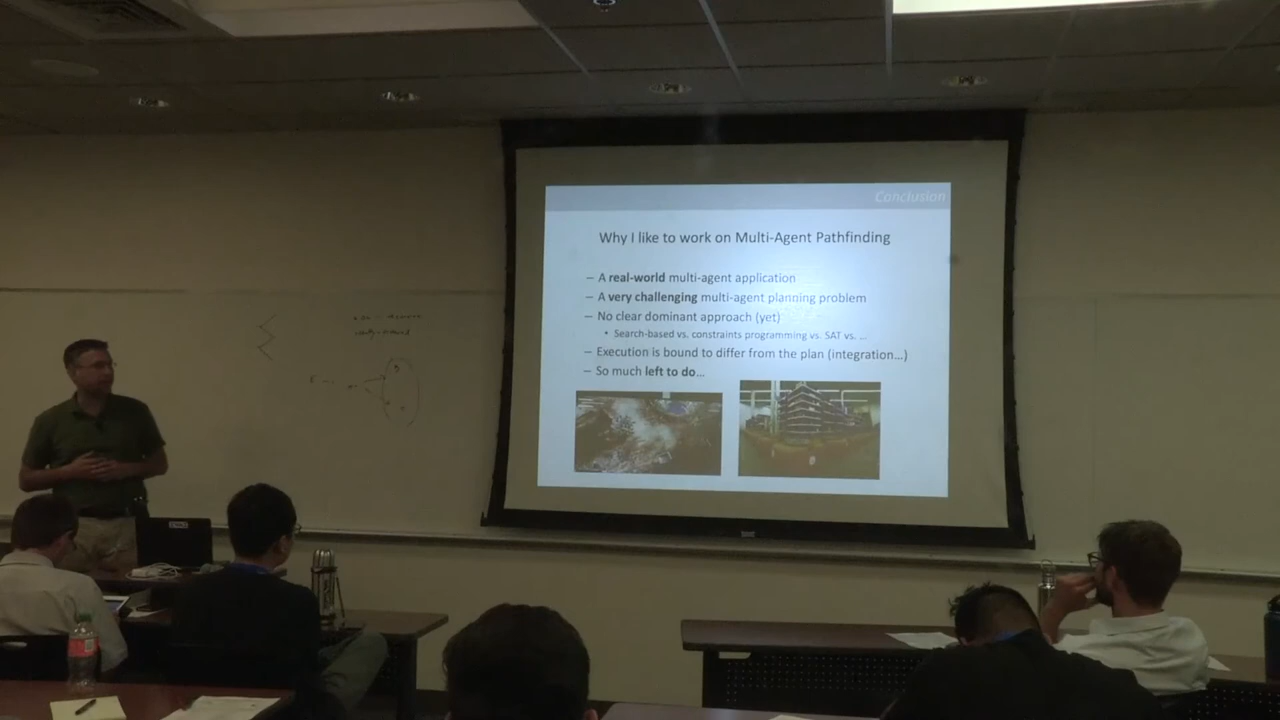 Conclusion
Why I like to work on Multi-Agent Pathfinding
– A real-world multi-agent application
– A very challenging multi-agent planning problem
– No clear dominant approach (yet)
• Search-based vs. constraints programming vs. SAT vs. ...
– Execution is bound to differ from the plan (integration...)
– So much left to do...